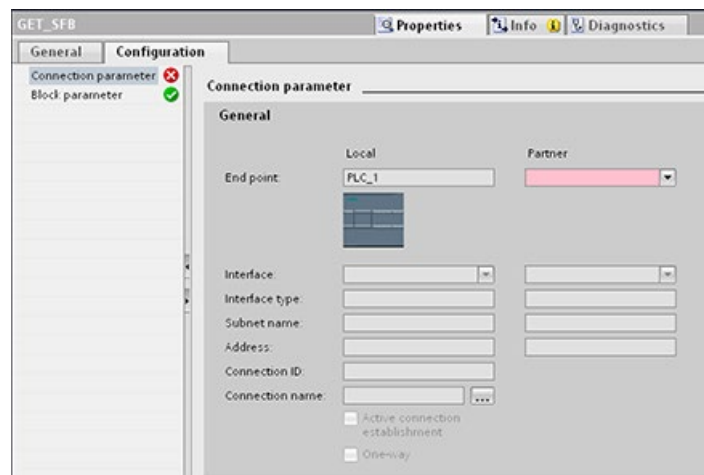 GET_SFB
Properties Info Diagnostics
General Configuration
Connection parameter
Block parameter
Connection parameter
General
Local Partner
End point: PLC_1
Interface:
Interface type:
Subnet name:
Address:
Connection ID:
Connection name: ...
Active connection
establishment
One-way